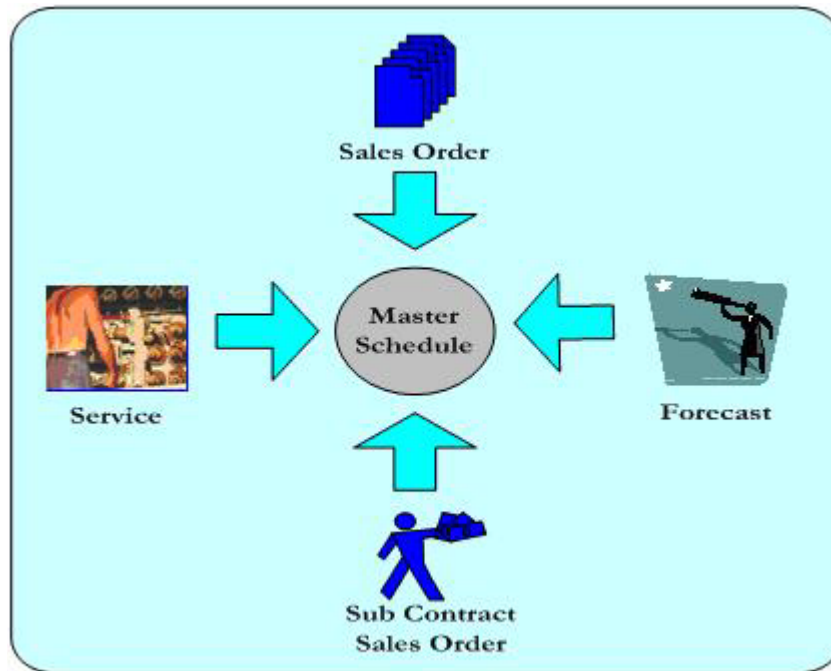 Sales Order
Master
Schedule
Service
Forecast
Sub Contract
Sales Order